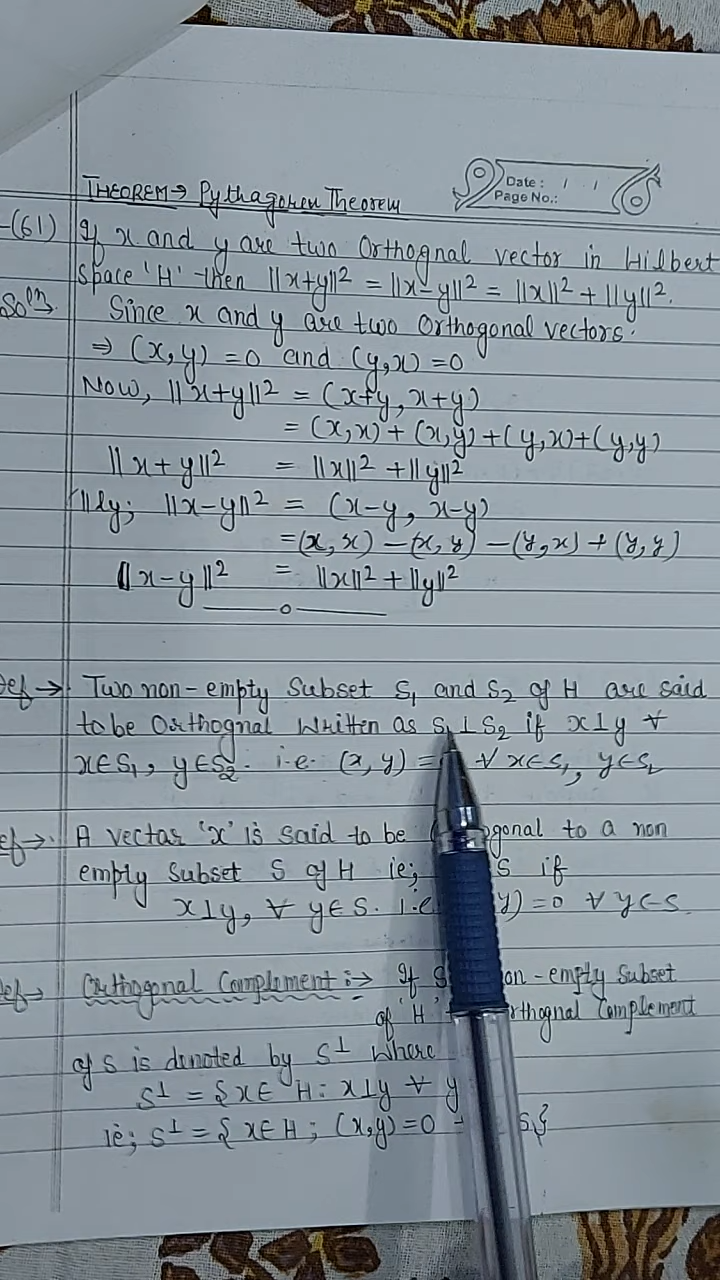 THEOREM→ Pythagoren Theorem
Date : / /
Page No.:
-(61) If x and y are two Orthognal vector in Hilbert
space 'H' then ||x+y||² = ||x-y||² = ||x||² + ||y||².
Solⁿ→ Since x and y are two Orthogonal vectors.
⇒ (x,y) = 0 and (y,x) = 0
Now, ||x+y||² = (x+y, x+y)
= (x,x) + (x,y) + (y,x) + (y,y)
||x+y||² = ||x||² + ||y||²
|||ly; ||x-y||² = (x-y, x-y)
= (x,x) - (x,y) - (y,x) + (y,y)
||x-y||² = ||x||² + ||y||²
Def → Two non-empty Subset S₁ and S₂ of H are said
to be Orthognal Written as S₁⊥S₂ if x⊥y ∀
x∈S₁, y∈S₂. i.e. (x,y) = ∀ x∈S₁, y∈S₂
ef → A vector 'x' is said to be to a non
empty Subset S of H ie; S if
x⊥y, ∀ y∈S. i.e y) = 0 ∀ y∈S
Def → Orthogonal Complement :→ If on-empty Subset
of 'H' rthognal Complement
of S is denoted by S⊥ where
S⊥ = {x∈ H : x⊥y ∀ y
ie; S⊥ = {x∈H ; (x,y) = 0 S}